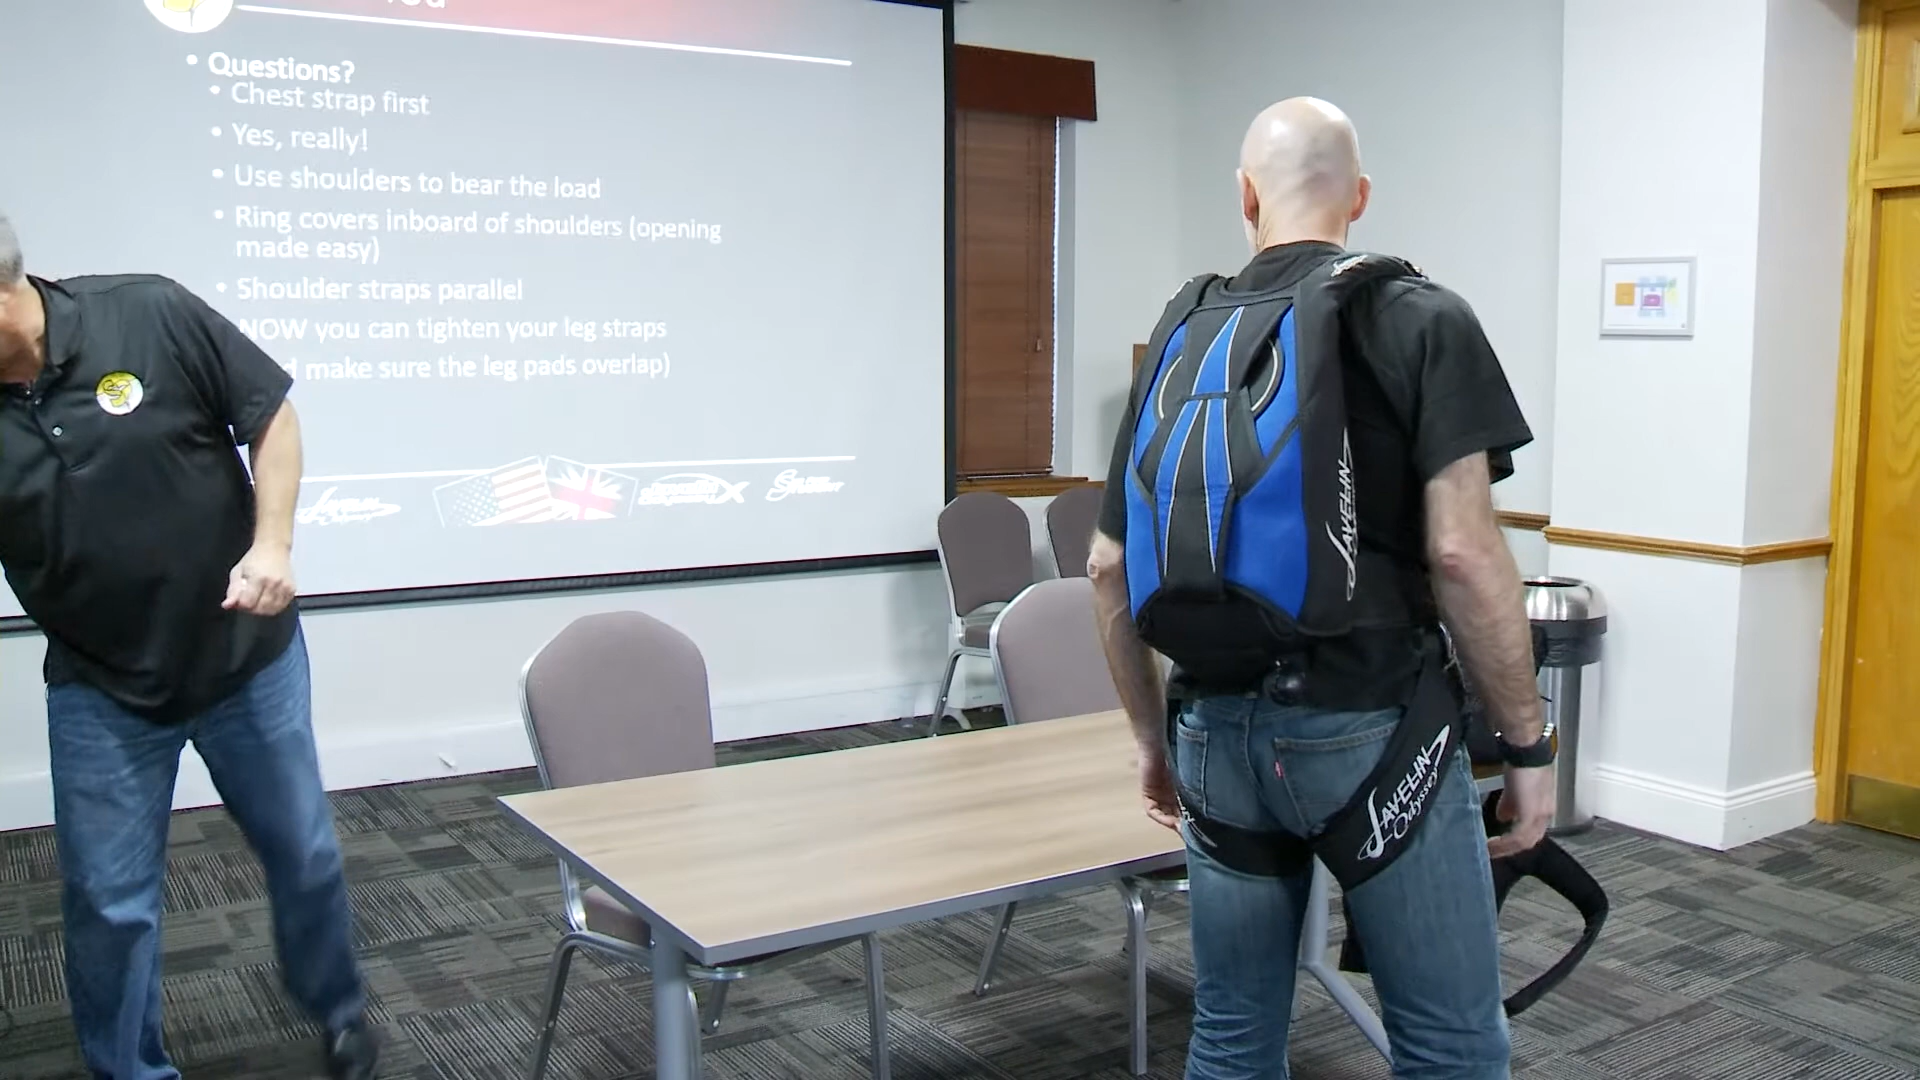 Questions?
Chest strap first
Yes, really!
Use shoulders to bear the load
Ring covers inboard of shoulders (opening
made easy)
Shoulder straps parallel
NOW you can tighten your leg straps
make sure the leg pads overlap)
Javelin
JAVELIN
JAVELIN
Odyssey